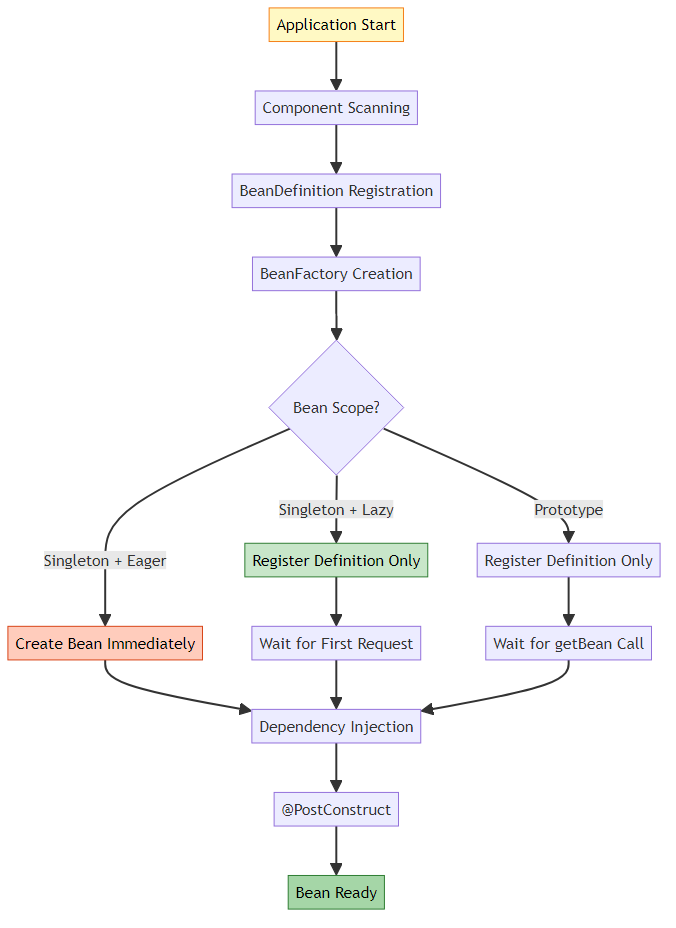 Application Start
Component Scanning
BeanDefinition Registration
BeanFactory Creation
Bean Scope?
Singleton + Lazy
Prototype
Singleton + Eager
Register Definition Only
Register Definition Only
Create Bean Immediately
Wait for First Request
Wait for getBean Call
Dependency Injection
@PostConstruct
Bean Ready